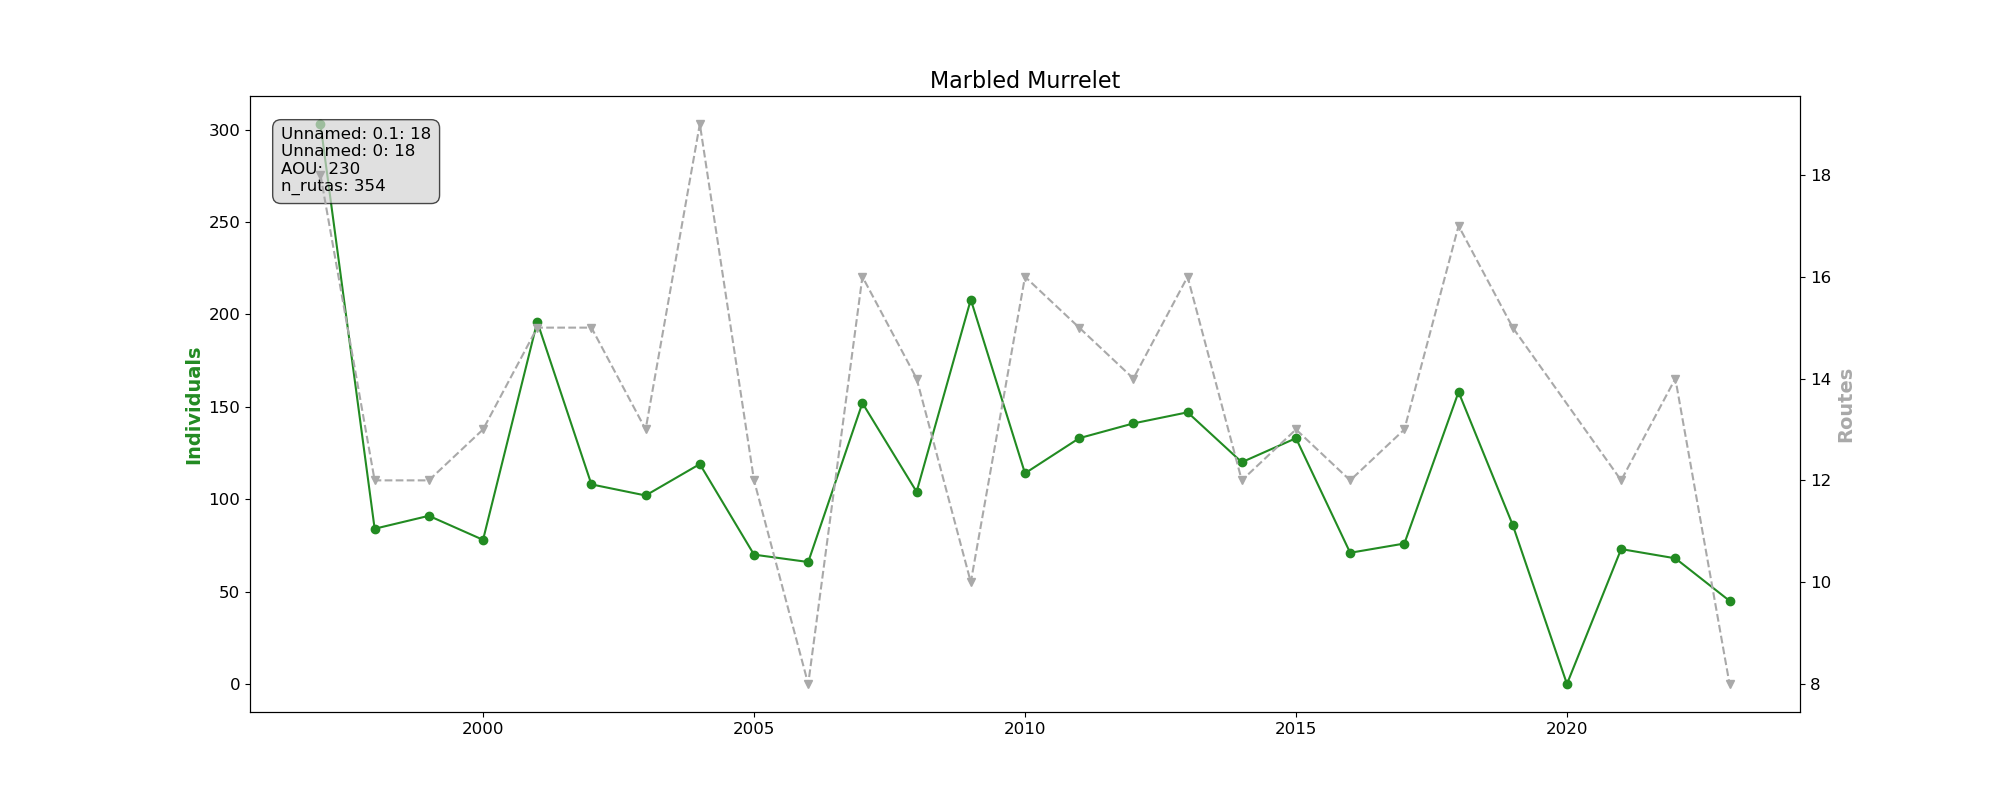 Marbled Murrelet
Unnamed: 0.1: 18
Unnamed: 0: 18
AOU: 230
n_rutas: 354
Individuals
300
250
200
150
100
50
0
Routes
18
16
14
12
10
8
2000 2005 2010 2015 2020